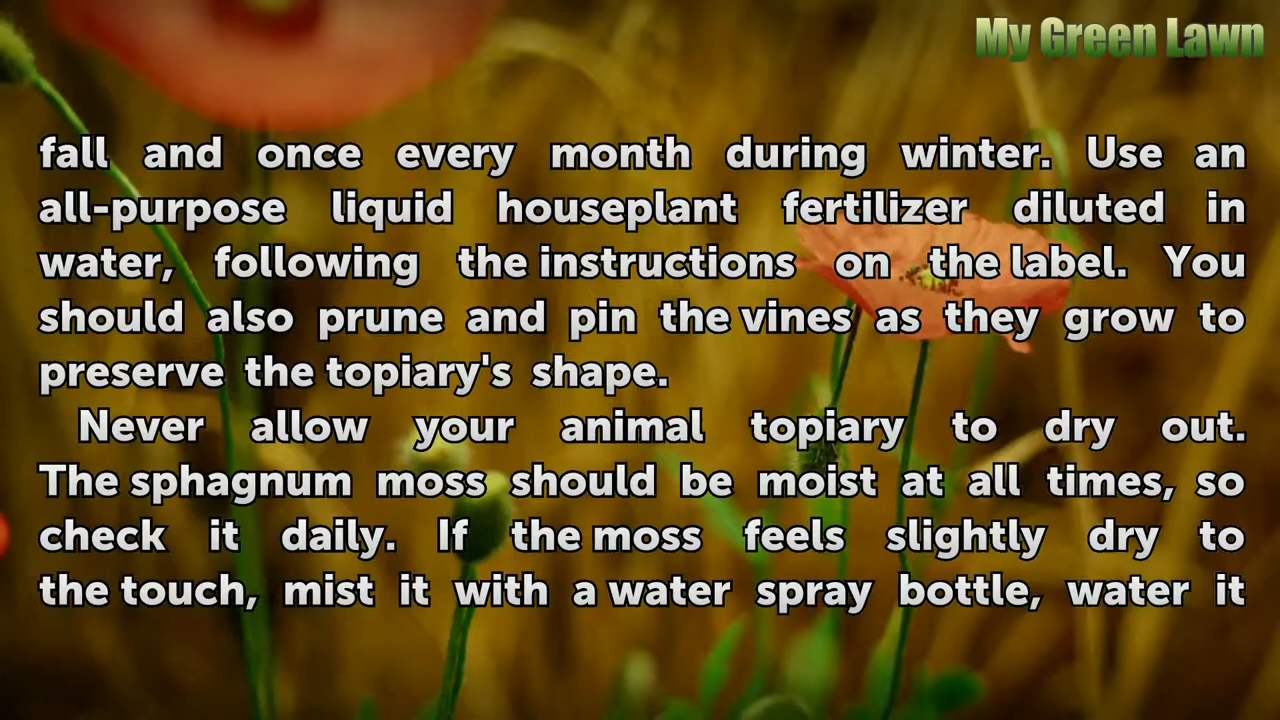 My Green Lawn
fall and once every month during winter. Use an
all-purpose liquid houseplant fertilizer diluted in
water, following the instructions on the label. You
should also prune and pin the vines as they grow to
preserve the topiary's shape.
Never allow your animal topiary to dry out.
The sphagnum moss should be moist at all times, so
check it daily. If the moss feels slightly dry to
the touch, mist it with a water spray bottle, water it